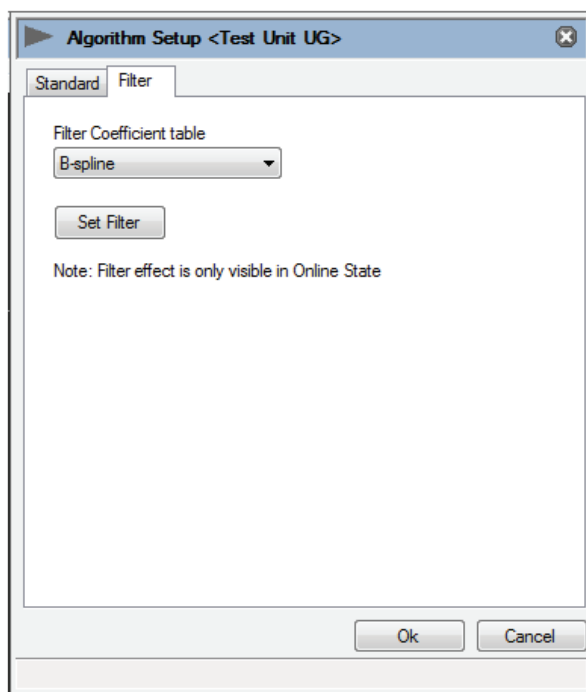 Algorithm Setup <Test Unit UG>
Standard Filter
Filter Coefficient table
B-spline
Set Filter
Note: Filter effect is only visible in Online State
Ok Cancel